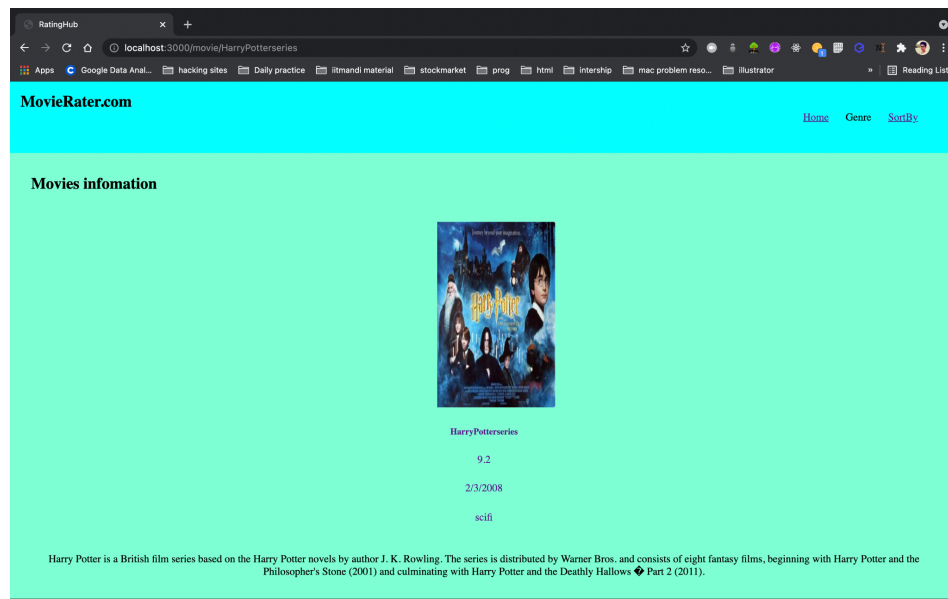 RatingHub
localhost:3000/movie/HarryPotterseries
Apps Google Data Anal... hacking sites Daily practice iitmandi material stockmarket prog html intership mac problem reso... illustrator » Reading List
MovieRater.com
Home Genre SortBy
Movies infomation
Harry Potter
HarryPotterseries
9.2
2/3/2008
scifi
Harry Potter is a British film series based on the Harry Potter novels by author J. K. Rowling. The series is distributed by Warner Bros. and consists of eight fantasy films, beginning with Harry Potter and the
Philosopher's Stone (2001) and culminating with Harry Potter and the Deathly Hallows � Part 2 (2011).